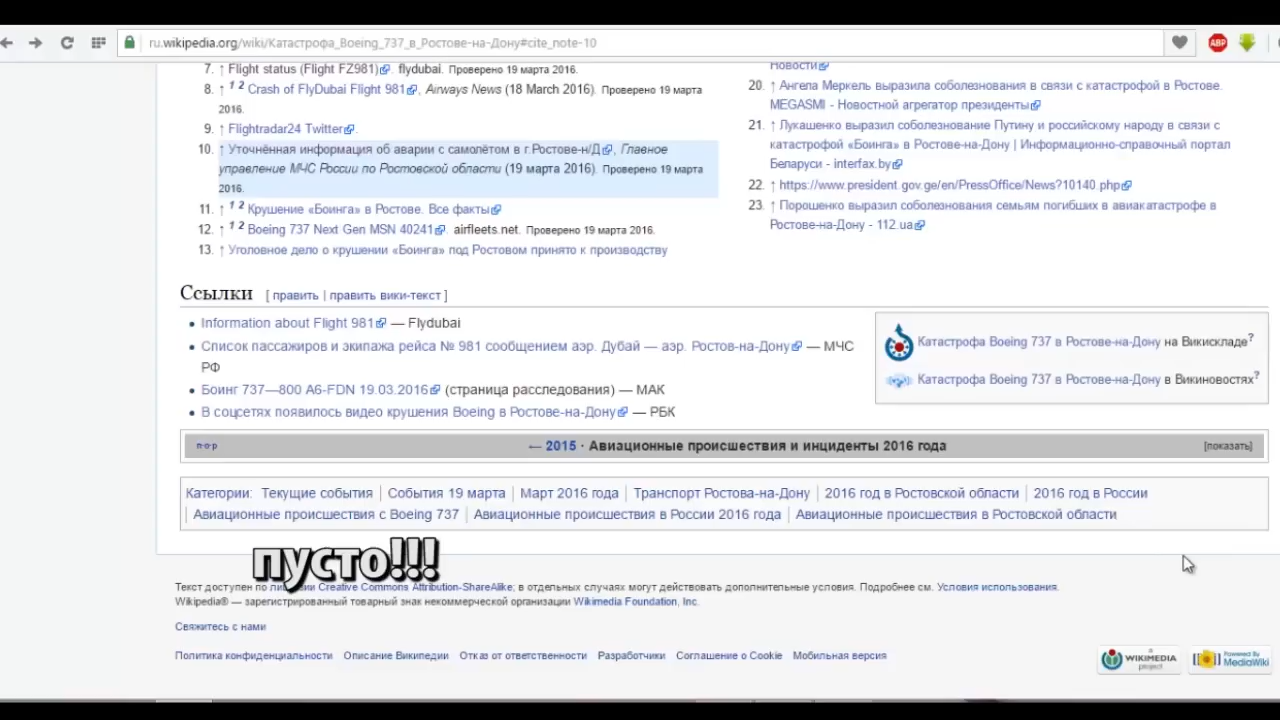 ru.wikipedia.org/wiki/Катастрофа_Boeing_737_в_Ростове-на-Дону#cite_note-10
ABP
7. ↑ Flight status (Flight FZ981). flydubai. Проверено 19 марта 2016.
8. ↑ 1 2 Crash of FlyDubai Flight 981, Airways News (18 March 2016). Проверено 19 марта
2016.
9. ↑ Flightradar24 Twitter.
10. ↑ Уточнённая информация об аварии с самолётом в г.Ростове-н/Д, Главное
управление МЧС России по Ростовской области (19 марта 2016). Проверено 19 марта
2016.
11. ↑ 1 2 Крушение «Боинга» в Ростове. Все факты
12. ↑ 1 2 Boeing 737 Next Gen MSN 40241. airfleets.net. Проверено 19 марта 2016.
13. ↑ Уголовное дело о крушении «Боинга» под Ростовом принято к производству
Новости
20. ↑ Ангела Меркель выразила соболезнования в связи с катастрофой в Ростове.
MEGASMI - Новостной агрегатор президенты
21. ↑ Лукашенко выразил соболезнование Путину и российскому народу в связи с
катастрофой «Боинга» в Ростове-на-Дону | Информационно-справочный портал
Беларуси - interfax.by
22. ↑ https://www.president.gov.ge/en/PressOffice/News?10140.php
23. ↑ Порошенко выразил соболезнования семьям погибших в авиакатастрофе в
Ростове-на-Дону - 112.ua
Ссылки [ править | править вики-текст ]
Information about Flight 981 — Flydubai
Список пассажиров и экипажа рейса № 981 сообщением аэр. Дубай — аэр. Ростов-на-Дону — МЧС
РФ
Боинг 737—800 A6-FDN 19.03.2016 (страница расследования) — МАК
В соцсетях появилось видео крушения Boeing в Ростове-на-Дону — РБК
Катастрофа Boeing 737 в Ростове-на-Дону на Викискладе?
Катастрофа Boeing 737 в Ростове-на-Дону в Викиновостях?
п·о·р ← 2015 · Авиационные происшествия и инциденты 2016 года [показать]
Категории: Текущие события | События 19 марта | Март 2016 года | Транспорт Ростова-на-Дону | 2016 год в Ростовской области | 2016 год в России
| Авиационные происшествия с Boeing 737 | Авиационные происшествия в России 2016 года | Авиационные происшествия в Ростовской области
пусто!!!
Текст доступен по лицензии Creative Commons Attribution-ShareAlike; в отдельных случаях могут действовать дополнительные условия. Подробнее см. Условия использования.
Wikipedia® — зарегистрированный товарный знак некоммерческой организации Wikimedia Foundation, Inc.
Свяжитесь с нами
Политика конфиденциальности Описание Википедии Отказ от ответственности Разработчики Соглашение о Cookie Мобильная версия
a WIKIMEDIA project
Powered By MediaWiki